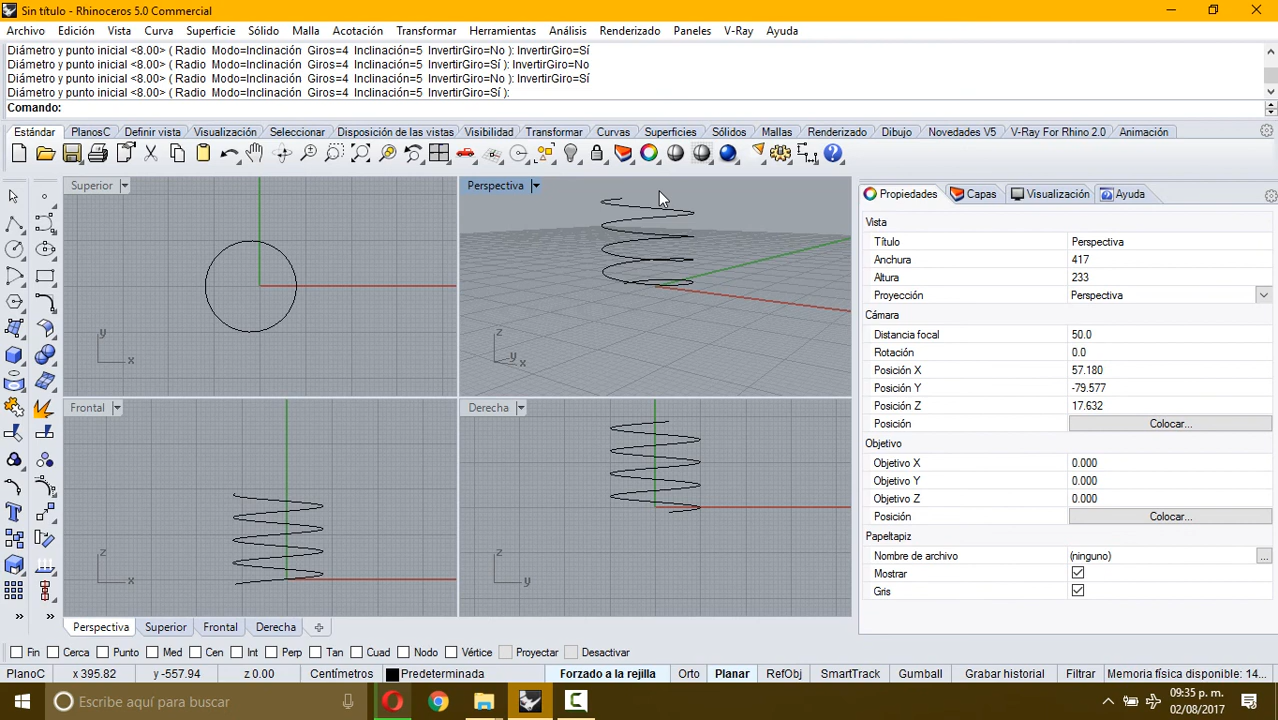 Sin título - Rhinoceros 5.0 Commercial
Archivo Edición Vista Curva Superficie Sólido Malla Acotación Transformar Herramientas Análisis Renderizado Paneles V-Ray Ayuda
Diámetro y punto inicial <8.00> ( Radio Modo=Inclinación Giros=4 Inclinación=5 InvertirGiro=No ): InvertirGiro=Sí
Diámetro y punto inicial <8.00> ( Radio Modo=Inclinación Giros=4 Inclinación=5 InvertirGiro=Sí ): InvertirGiro=No
Diámetro y punto inicial <8.00> ( Radio Modo=Inclinación Giros=4 Inclinación=5 InvertirGiro=No ): InvertirGiro=Sí
Diámetro y punto inicial <8.00> ( Radio Modo=Inclinación Giros=4 Inclinación=5 InvertirGiro=Sí ):
Comando:
Estándar PlanosC Definir vista Visualización Seleccionar Disposición de las vistas Visibilidad Transformar Curvas Superficies Sólidos Mallas Renderizado Dibujo Novedades V5 V-Ray For Rhino 2.0 Animación
Superior
y
x
Perspectiva
z
y
x
Frontal
z
x
Derecha
z
y
Propiedades Capas Visualización Ayuda
Vista
Título Perspectiva
Anchura 417
Altura 233
Proyección Perspectiva
Cámara
Distancia focal 50.0
Rotación 0.0
Posición X 57.180
Posición Y -79.577
Posición Z 17.632
Posición Colocar...
Objetivo
Objetivo X 0.000
Objetivo Y 0.000
Objetivo Z 0.000
Posición Colocar...
Papeltapiz
Nombre de archivo (ninguno) ...
Mostrar
Gris
Perspectiva Superior Frontal Derecha
Fin Cerca Punto Med Cen Int Perp Tan Cuad Nodo Vértice Proyectar Desactivar
PlanoC x 395.82 y -557.94 z 0.00 Centímetros Predeterminada Forzado a la rejilla Orto Planar RefObj SmartTrack Gumball Grabar historial Filtrar Memoria física disponible: 14...
Escribe aquí para buscar
09:35 p. m.
02/08/2017